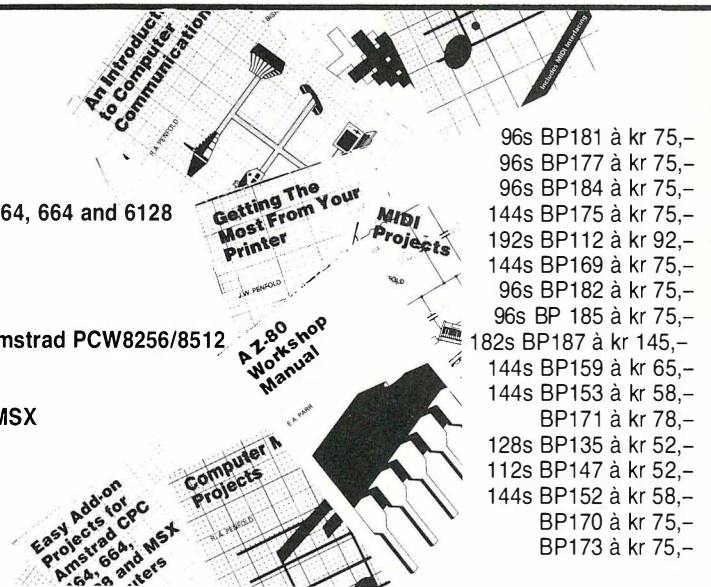 An Introduct
to Computer
Communication
R.A. PENFOLD
Includes MIDI Interfacing
64, 664 and 6128
Getting The
Most From Your
Printer
J.W. PENFOLD
MIDI
Projects
mstrad PCW8256/8512
A Z-80
Workshop
Manual
E.A. PARR
MSX
Computer M
Projects
R.A. PENFOLD
Easy Add-on
Projects for
Amstrad CPC
464, 664,
and MSX
96s BP181 à kr 75,–
96s BP177 à kr 75,–
96s BP184 à kr 75,–
144s BP175 à kr 75,–
192s BP112 à kr 92,–
144s BP169 à kr 75,–
96s BP182 à kr 75,–
96s BP 185 à kr 75,–
182s BP187 à kr 145,–
144s BP159 à kr 65,–
144s BP153 à kr 58,–
BP171 à kr 78,–
128s BP135 à kr 52,–
112s BP147 à kr 52,–
144s BP152 à kr 58,–
BP170 à kr 75,–
BP173 à kr 75,–